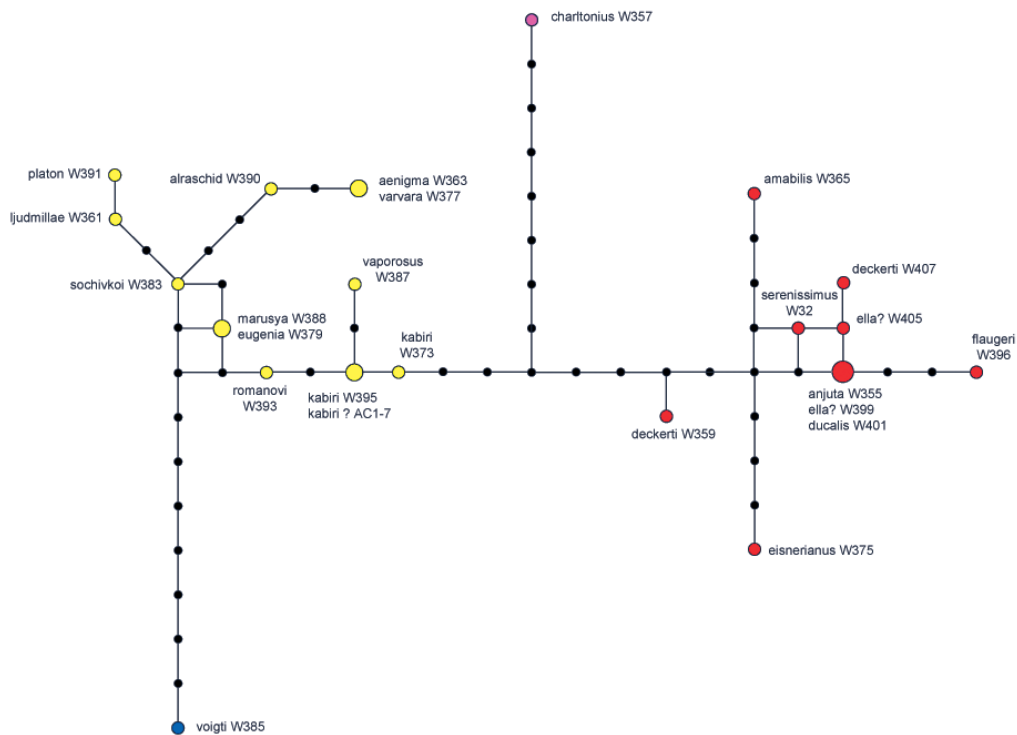 charltonius W357
platon W391
alraschid W390
aenigma W363
varvara W377
amabilis W365
ljudmillae W361
vaporosus
W387
deckerti W407
sochivkoi W383
serenissimus
W32
marusya W388
eugenia W379
ella? W405
kabiri
W373
flaugeri
W396
romanovi
W393
kabiri W395
kabiri ? AC1-7
anjuta W355
ella? W399
ducalis W401
deckerti W359
eisnerianus W375
voigti W385